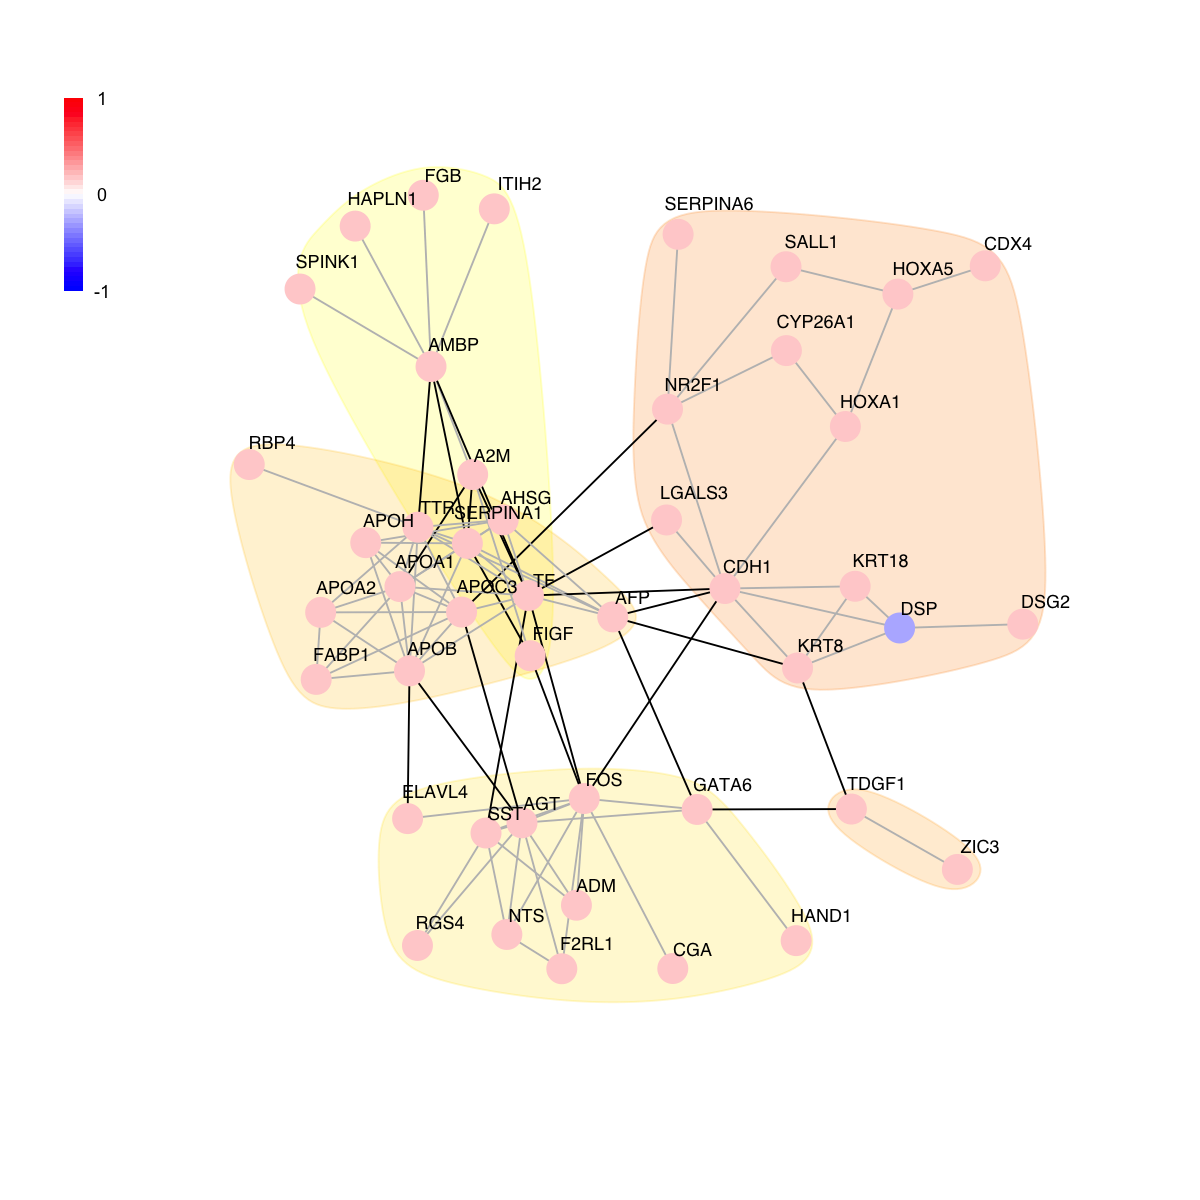 1
0
-1
FGB
ITIH2
HAPLN1
SERPINA6
SALL1
CDX4
SPINK1
HOXA5
CYP26A1
AMBP
NR2F1
HOXA1
RBP4
A2M
LGALS3
AHSG
TTR
SERPINA1
APOH
APOA1
CDH1
KRT18
APOA2
APOC3
TF
AFP
DSP
DSG2
FIGF
FABP1
APOB
KRT8
FOS
GATA6
TDGF1
ELAVL4
AGT
SST
ZIC3
ADM
RGS4
NTS
HAND1
F2RL1
CGA